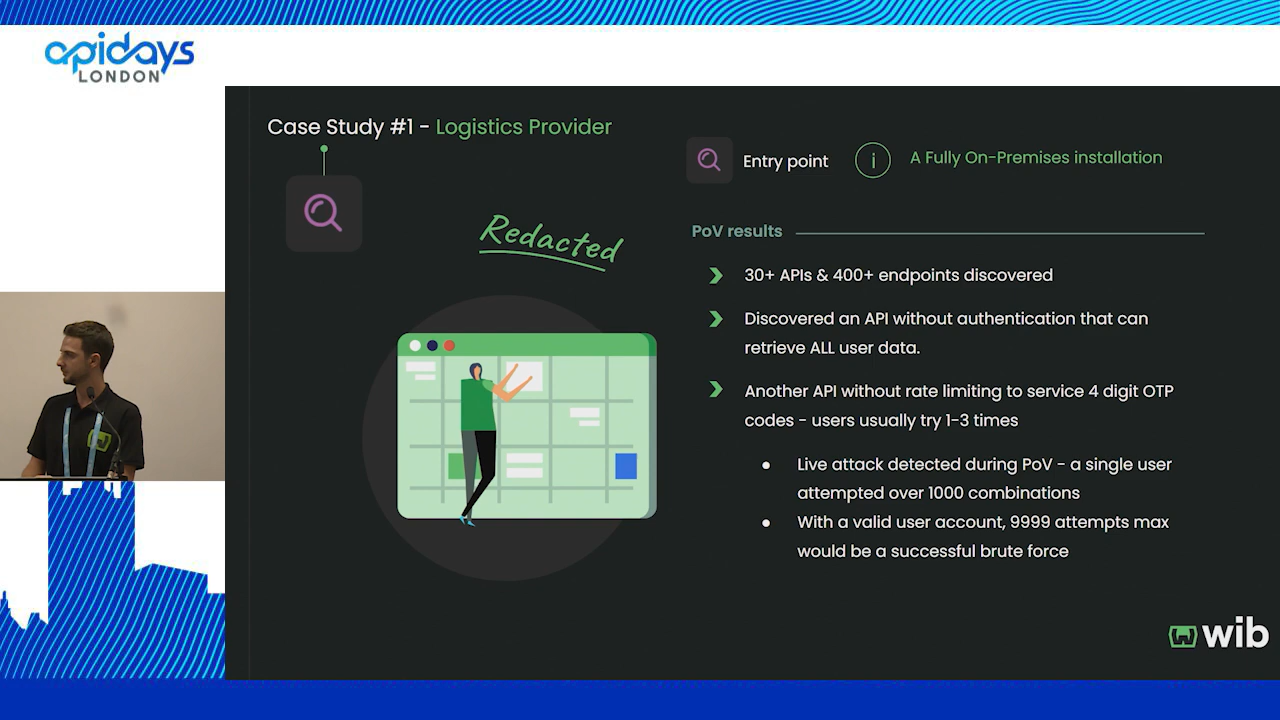 apidays
LONDON
Case Study #1 - Logistics Provider
Redacted
Entry point
i
A Fully On-Premises installation
PoV results
30+ APIs & 400+ endpoints discovered
Discovered an API without authentication that can
retrieve ALL user data.
Another API without rate limiting to service 4 digit OTP
codes - users usually try 1-3 times
Live attack detected during PoV - a single user
attempted over 1000 combinations
With a valid user account, 9999 attempts max
would be a successful brute force
wib